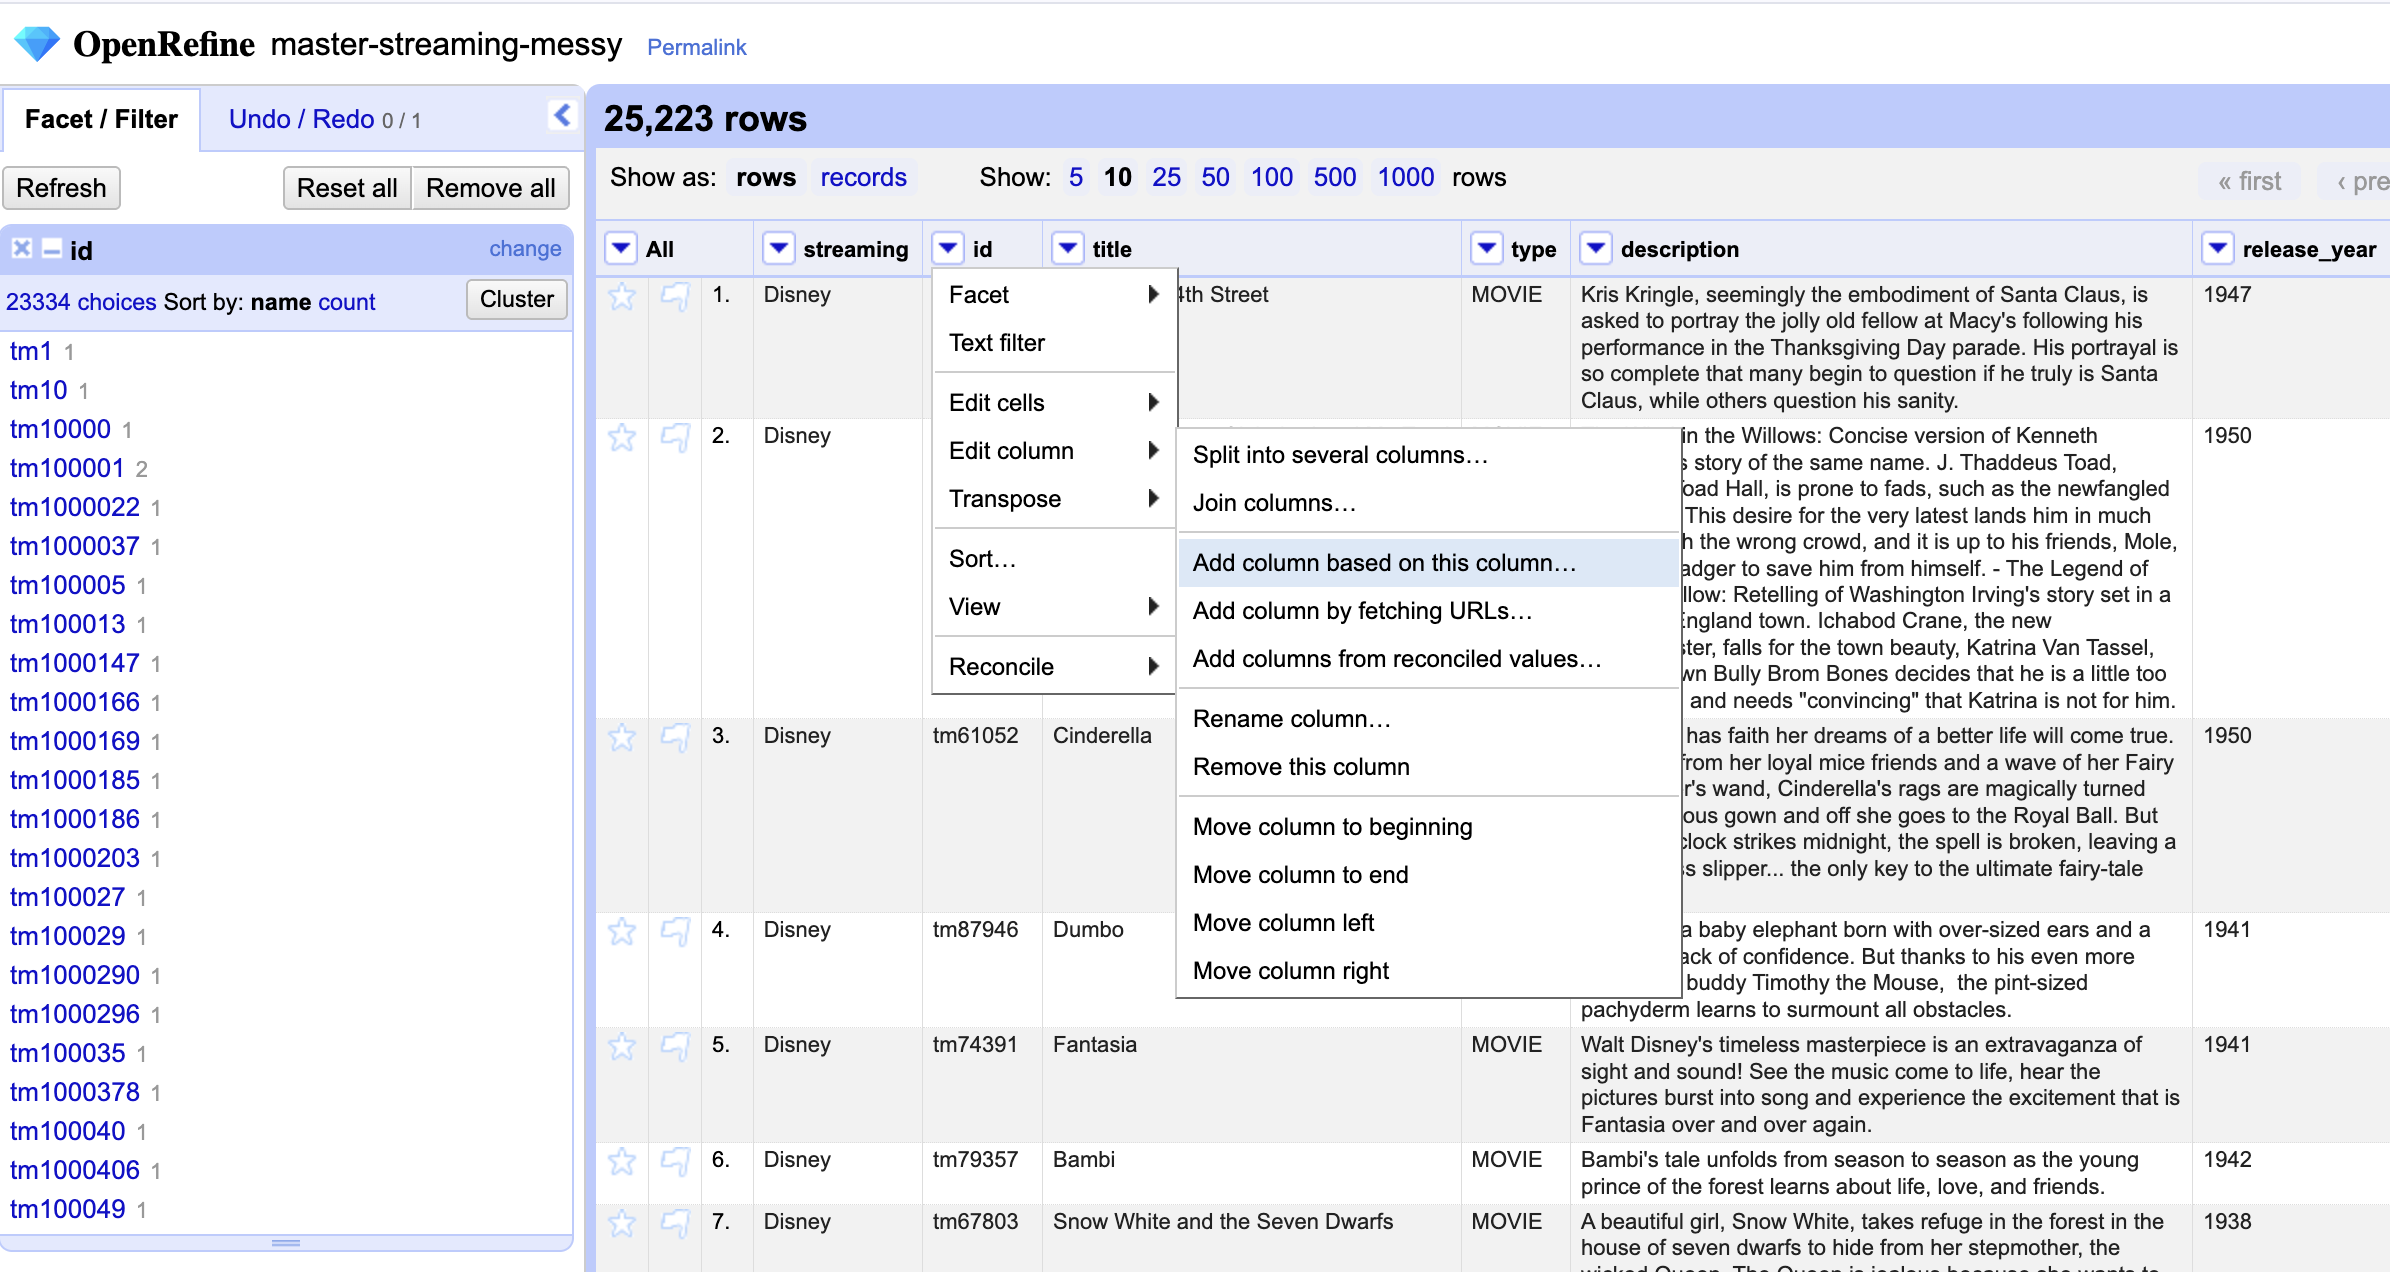 OpenRefine master-streaming-messy Permalink
Facet / Filter
Undo / Redo 0 / 1
Refresh
Reset all
Remove all
id
change
23334 choices Sort by: name count
Cluster
tm1 1
tm10 1
tm10000 1
tm100001 2
tm1000022 1
tm1000037 1
tm100005 1
tm100013 1
tm1000147 1
tm1000166 1
tm1000169 1
tm1000185 1
tm1000186 1
tm1000203 1
tm100027 1
tm100029 1
tm1000290 1
tm1000296 1
tm100035 1
tm1000378 1
tm100040 1
tm1000406 1
tm100049 1
25,223 rows
Show as: rows records Show: 5 10 25 50 100 500 1000 rows
« first ‹ pre
All streaming id title type description release_year
1. Disney 4th Street MOVIE
Kris Kringle, seemingly the embodiment of Santa Claus, is
asked to portray the jolly old fellow at Macy's following his
performance in the Thanksgiving Day parade. His portrayal is
so complete that many begin to question if he truly is Santa
Claus, while others question his sanity.
1947
Facet
Text filter
Edit cells
Edit column
Transpose
Sort...
View
Reconcile
Split into several columns...
Join columns...
Add column based on this column...
Add column by fetching URLs...
Add columns from reconciled values...
Rename column...
Remove this column
Move column to beginning
Move column to end
Move column left
Move column right
2. Disney
in the Willows: Concise version of Kenneth
story of the same name. J. Thaddeus Toad,
oad Hall, is prone to fads, such as the newfangled
This desire for the very latest lands him in much
h the wrong crowd, and it is up to his friends, Mole,
adger to save him from himself. - The Legend of
llow: Retelling of Washington Irving's story set in a
England town. Ichabod Crane, the new
ster, falls for the town beauty, Katrina Van Tassel,
wn Bully Brom Bones decides that he is a little too
and needs "convincing" that Katrina is not for him.
1950
3. Disney tm61052 Cinderella
has faith her dreams of a better life will come true.
from her loyal mice friends and a wave of her Fairy
r's wand, Cinderella's rags are magically turned
ous gown and off she goes to the Royal Ball. But
clock strikes midnight, the spell is broken, leaving a
s slipper... the only key to the ultimate fairy-tale
1950
4. Disney tm87946 Dumbo
a baby elephant born with over-sized ears and a
ack of confidence. But thanks to his even more
buddy Timothy the Mouse, the pint-sized
pachyderm learns to surmount all obstacles.
1941
5. Disney tm74391 Fantasia MOVIE
Walt Disney's timeless masterpiece is an extravaganza of
sight and sound! See the music come to life, hear the
pictures burst into song and experience the excitement that is
Fantasia over and over again.
1941
6. Disney tm79357 Bambi MOVIE
Bambi's tale unfolds from season to season as the young
prince of the forest learns about life, love, and friends.
1942
7. Disney tm67803 Snow White and the Seven Dwarfs MOVIE
A beautiful girl, Snow White, takes refuge in the forest in the
house of seven dwarfs to hide from her stepmother, the
1938